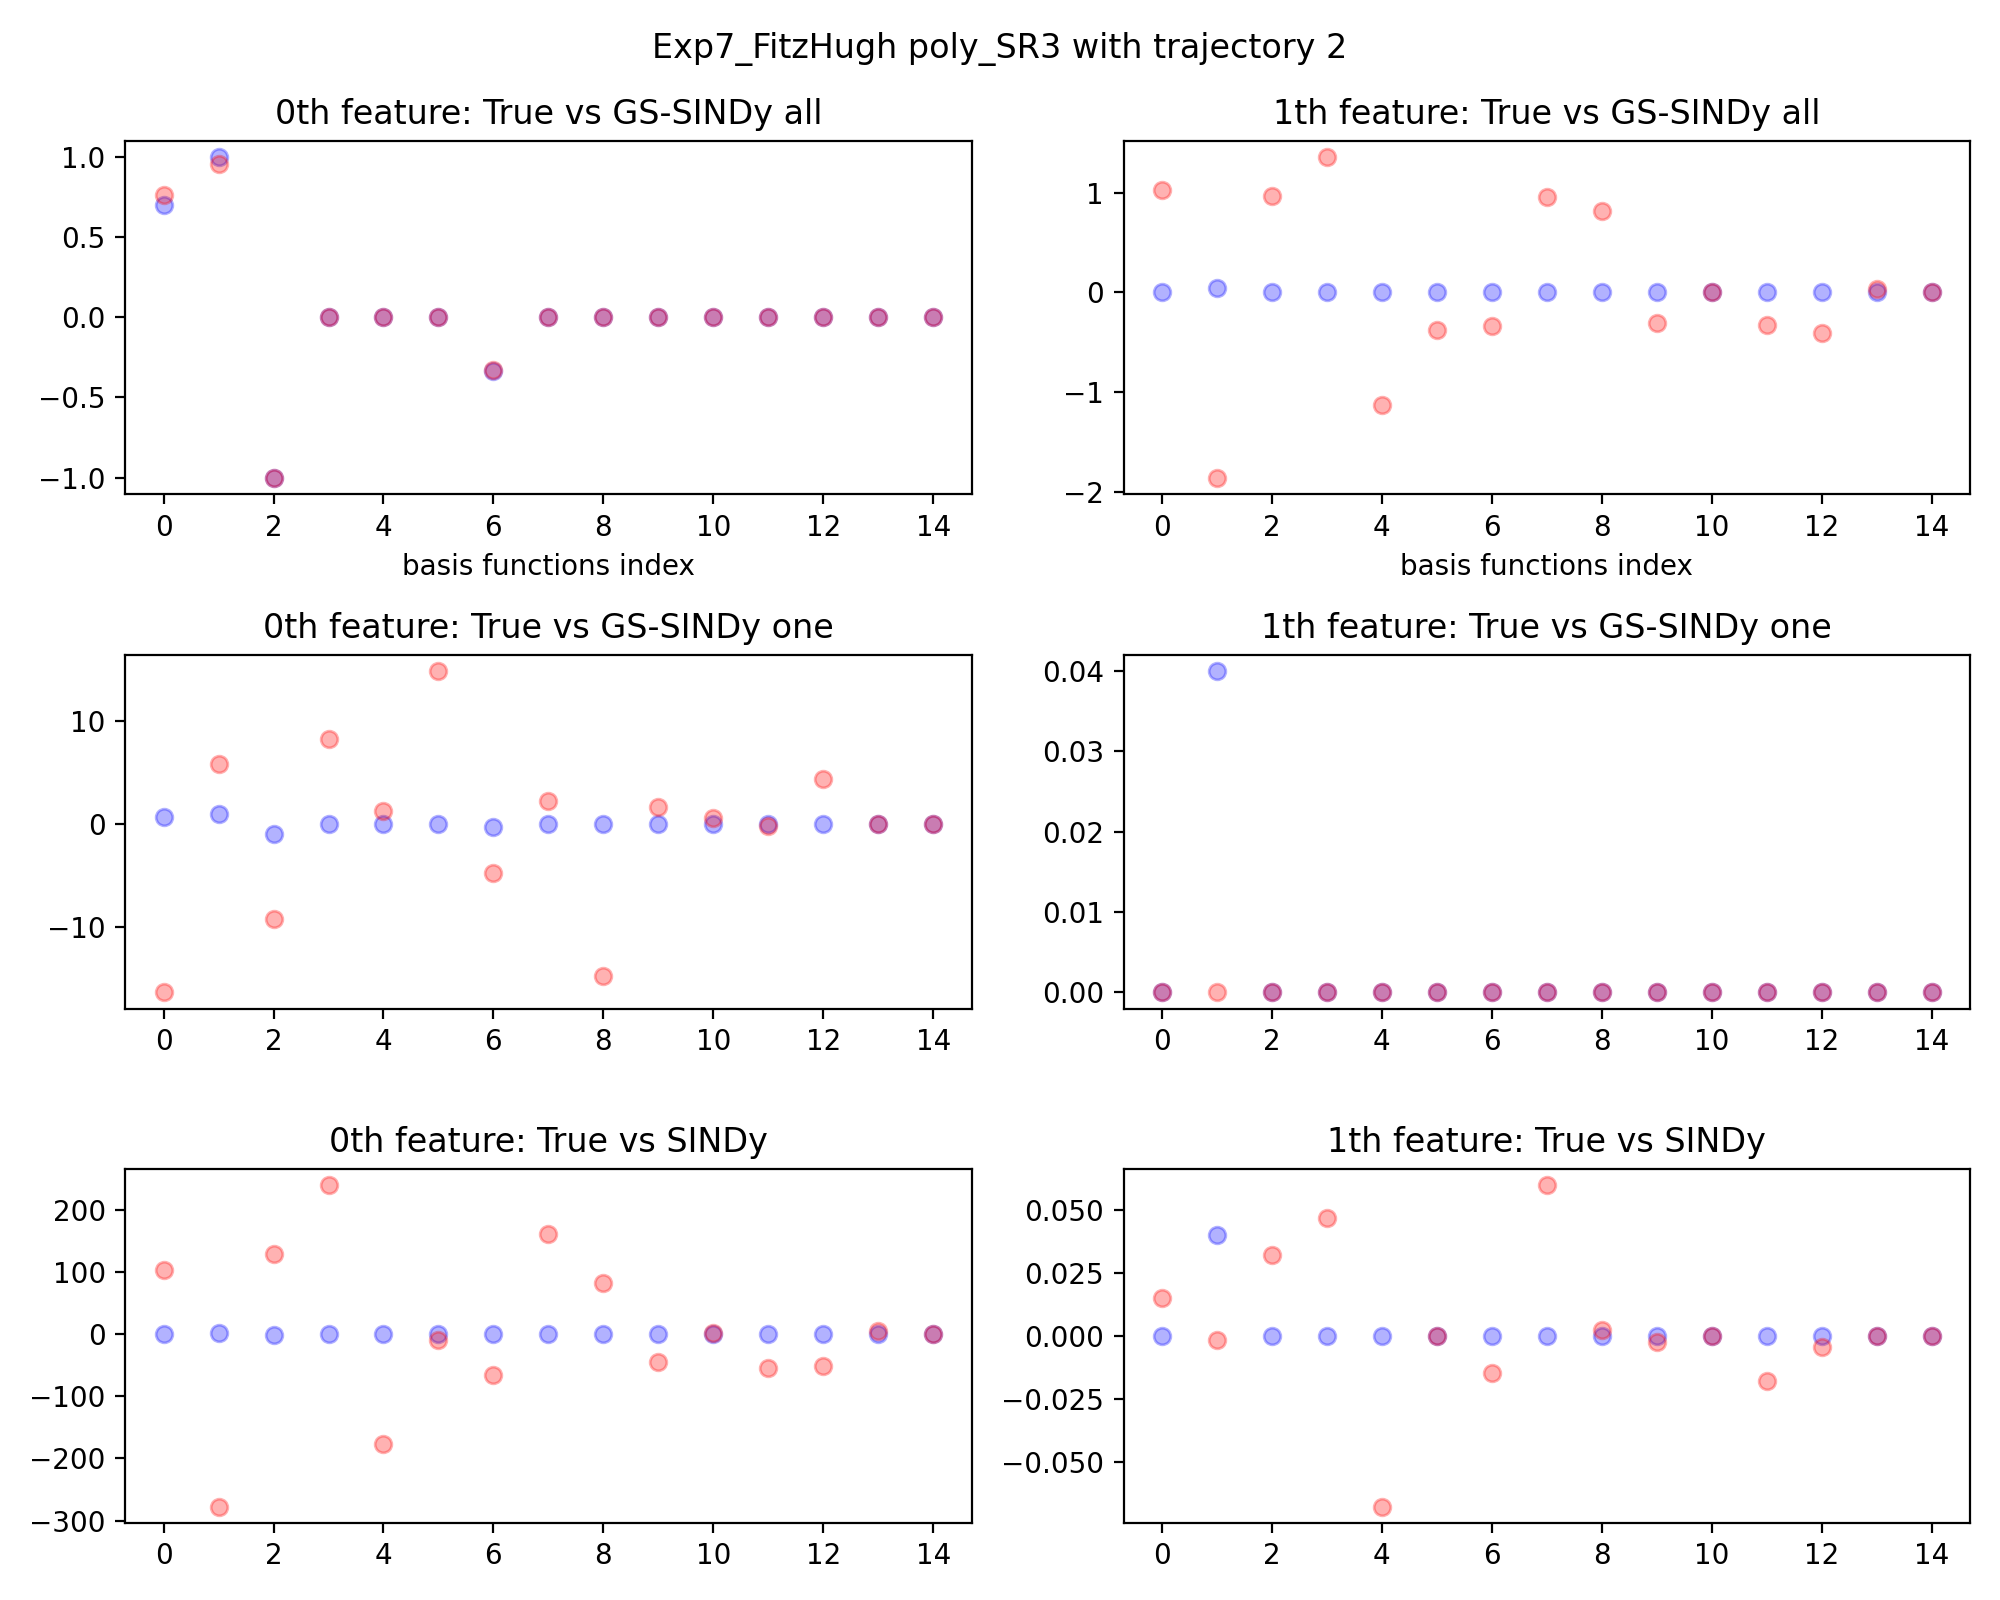 Exp7_FitzHugh poly_SR3 with trajectory 2
0th feature: True vs GS-SINDy all
1.0
0.5
0.0
−0.5
−1.0
0 2 4 6 8 10 12 14
basis functions index
1th feature: True vs GS-SINDy all
1
0
−1
−2
0 2 4 6 8 10 12 14
basis functions index
0th feature: True vs GS-SINDy one
10
0
−10
0 2 4 6 8 10 12 14
1th feature: True vs GS-SINDy one
0.04
0.03
0.02
0.01
0.00
0 2 4 6 8 10 12 14
0th feature: True vs SINDy
200
100
0
−100
−200
−300
0 2 4 6 8 10 12 14
1th feature: True vs SINDy
0.050
0.025
0.000
−0.025
−0.050
0 2 4 6 8 10 12 14